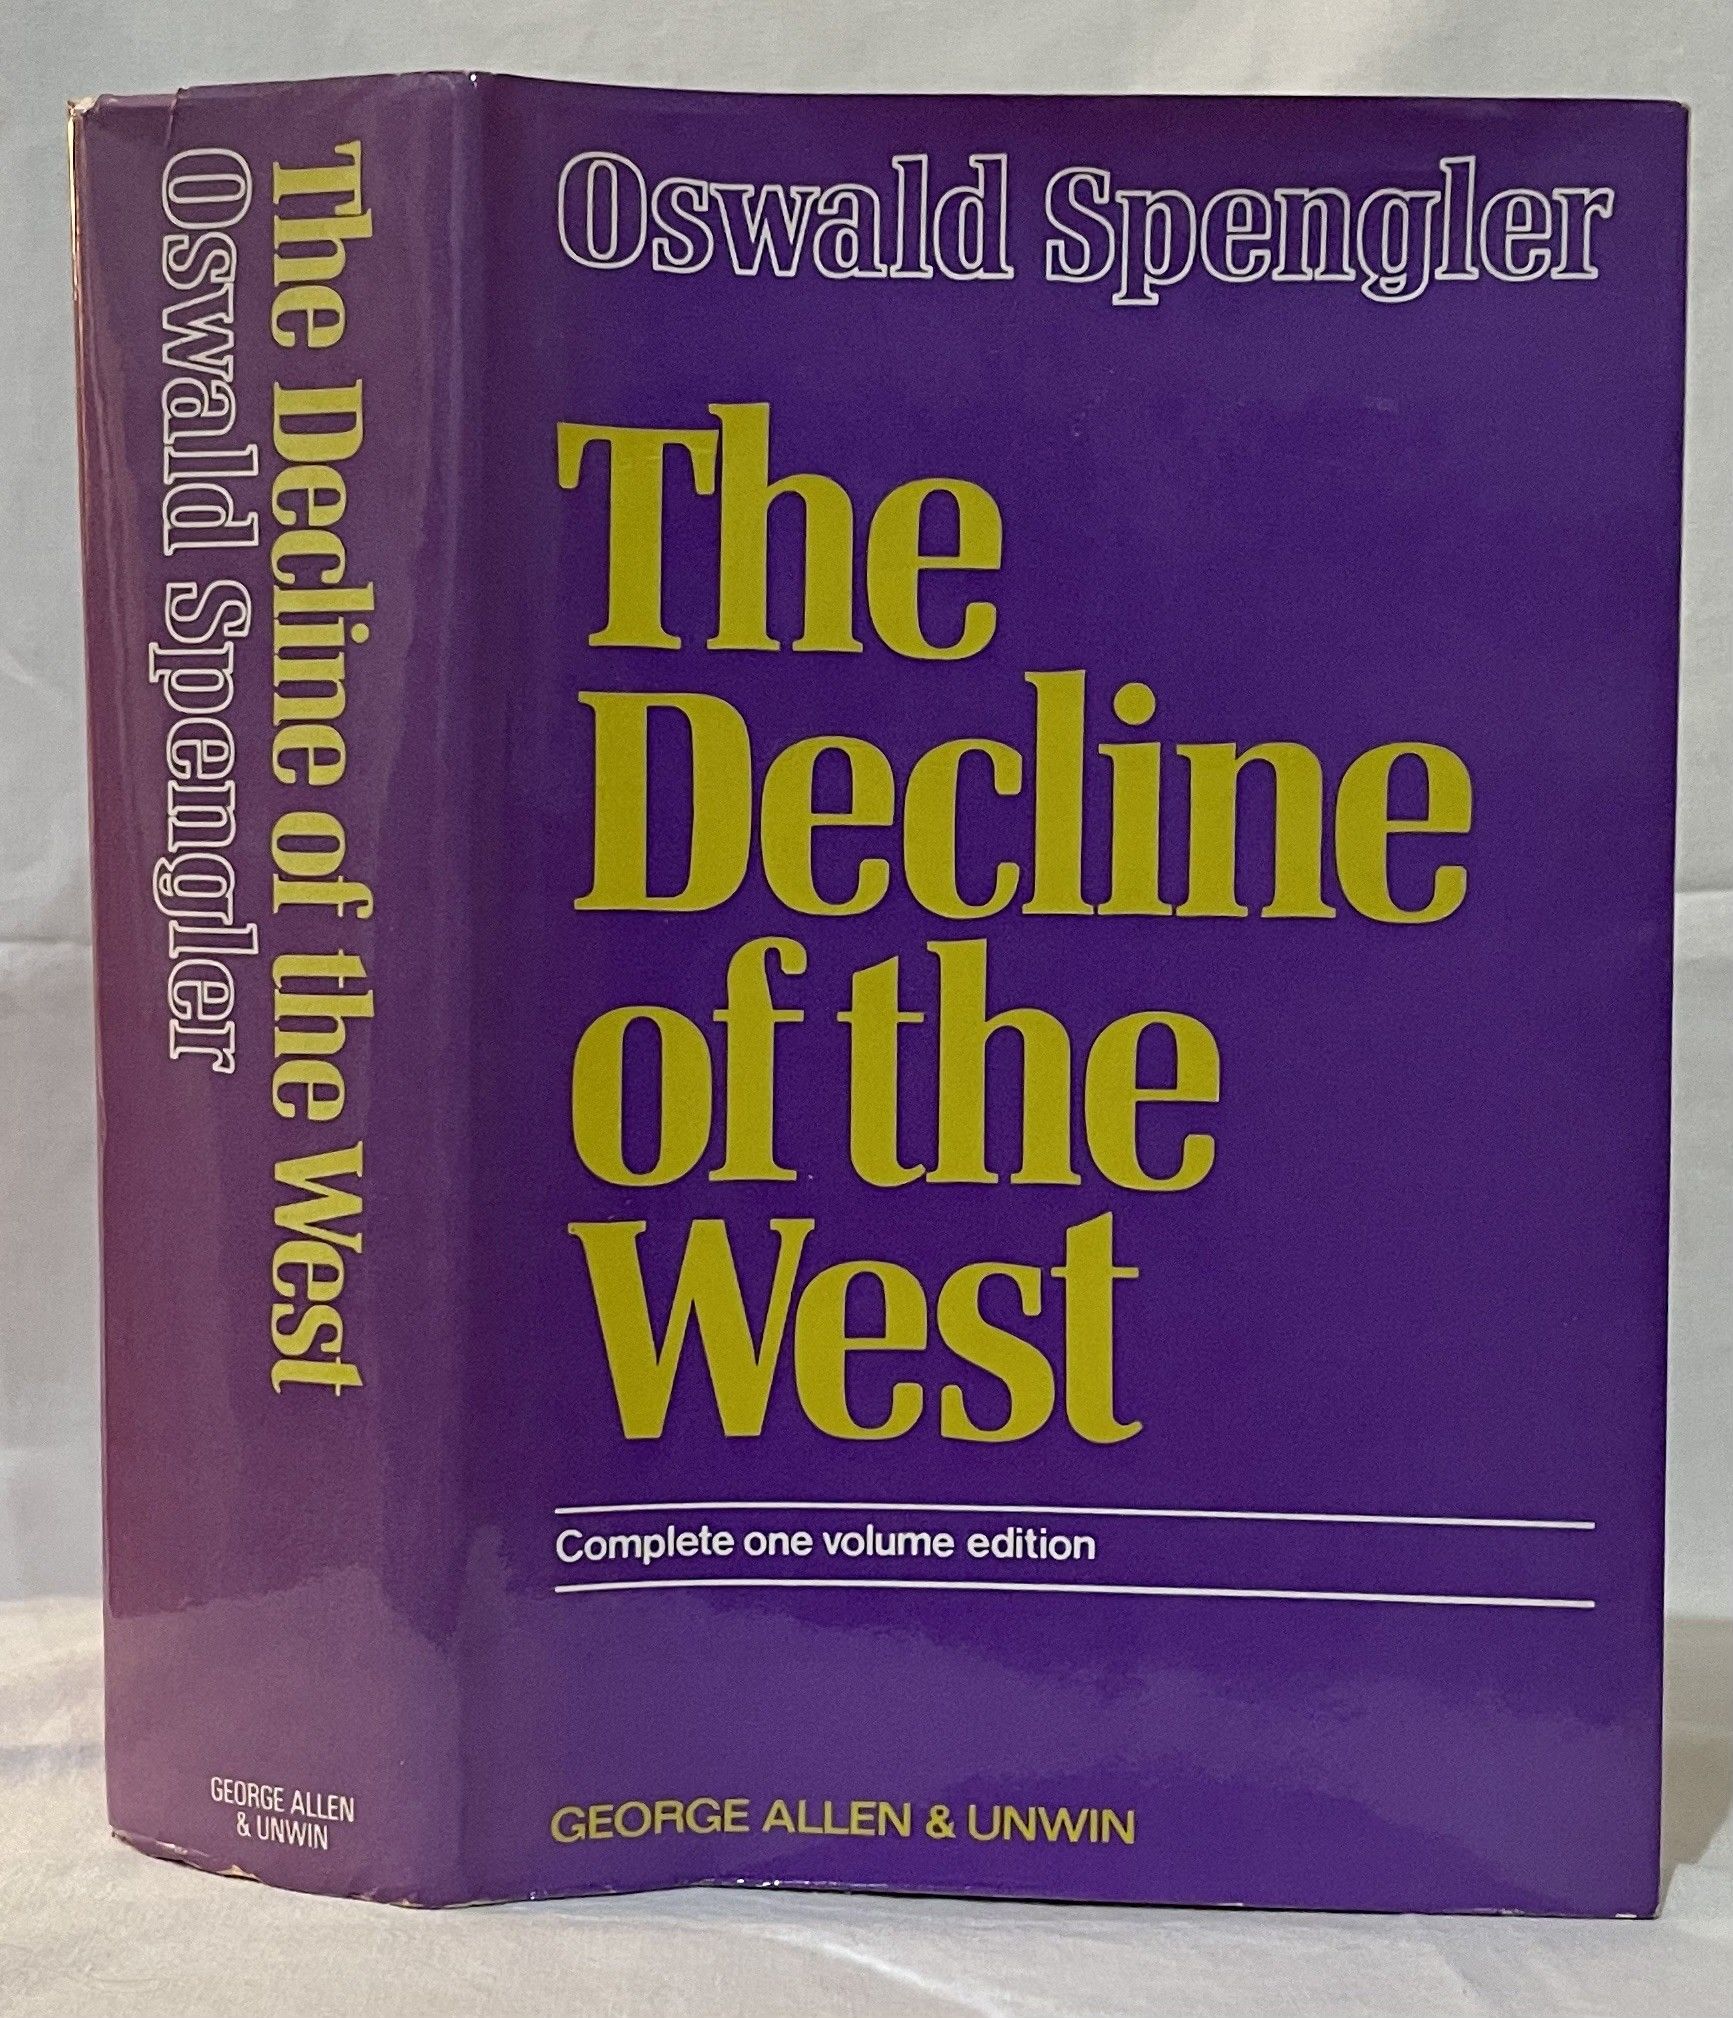 The Decline of the West
Oswald Spengler
GEORGE ALLEN
& UNWIN
Oswald Spengler
The
Decline
of the
West
Complete one volume edition
GEORGE ALLEN & UNWIN